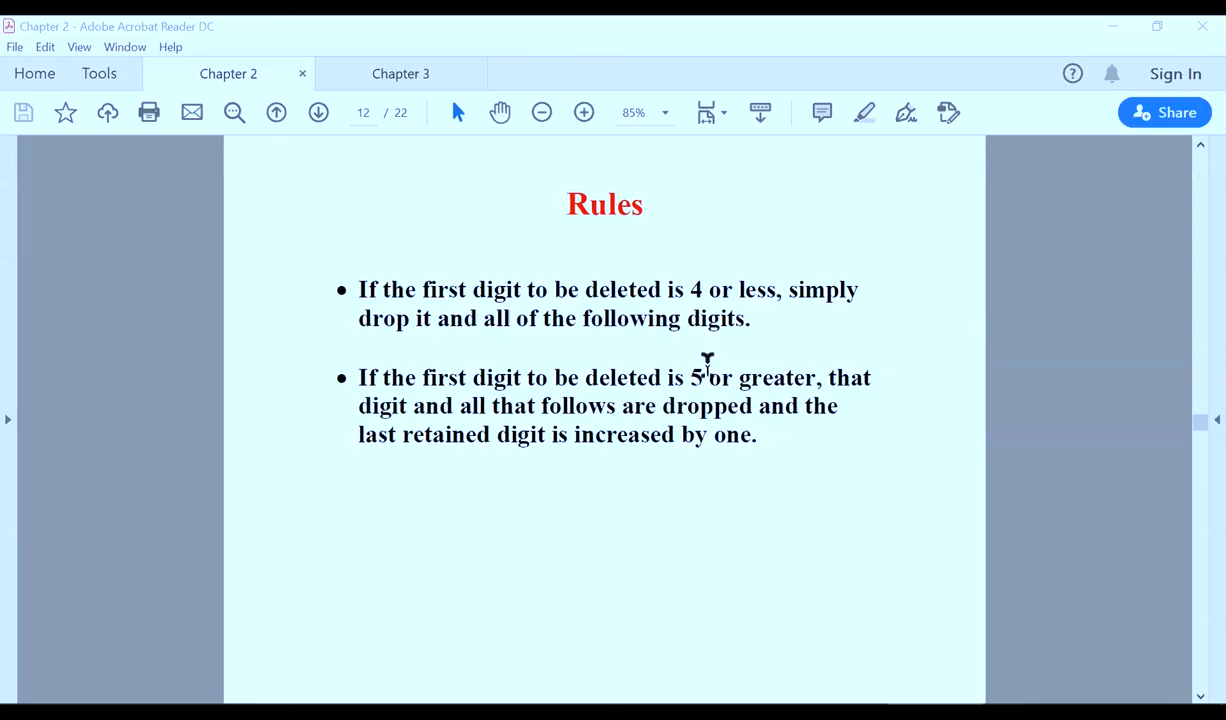 Chapter 2 - Adobe Acrobat Reader DC
File Edit View Window Help
Home Tools Chapter 2 × Chapter 3 Sign In
12 / 22 85% Share
Rules
• If the first digit to be deleted is 4 or less, simply
drop it and all of the following digits.
• If the first digit to be deleted is 5 or greater, that
digit and all that follows are dropped and the
last retained digit is increased by one.